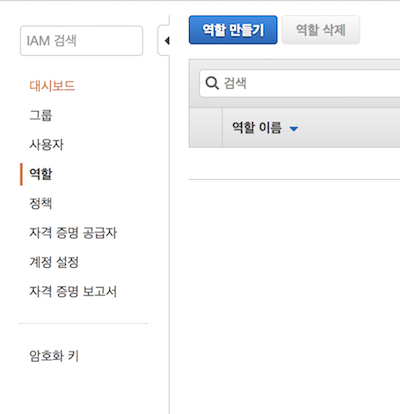 IAM 검색
대시보드
그룹
사용자
역할
정책
자격 증명 공급자
계정 설정
자격 증명 보고서
암호화 키
역할 만들기
역할 삭제
검색
역할 이름